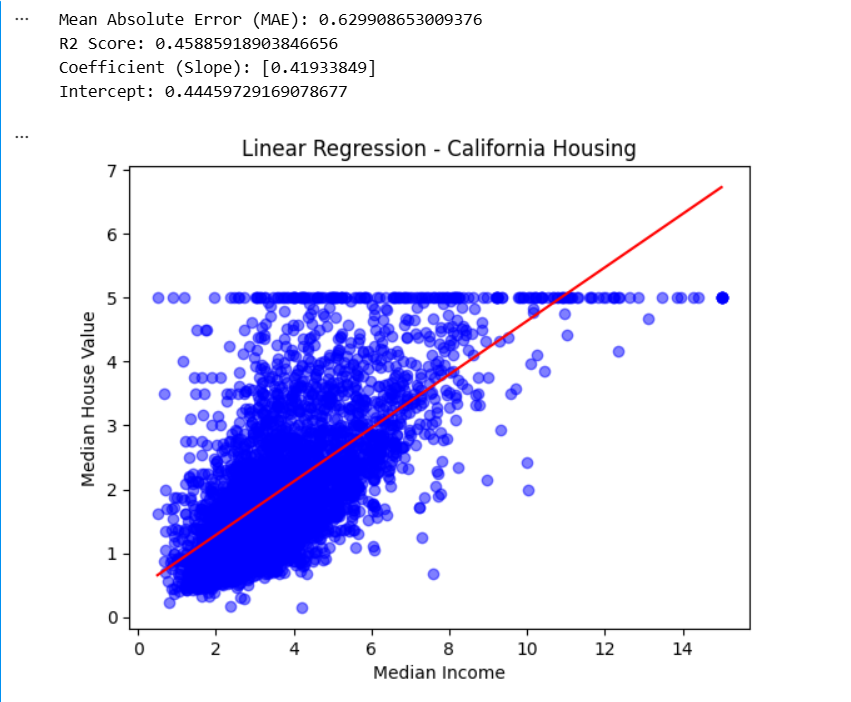 ... Mean Absolute Error (MAE): 0.629908653009376
R2 Score: 0.45885918903846656
Coefficient (Slope): [0.41933849]
Intercept: 0.44459729169078677
...
Linear Regression - California Housing
7
6
5
4
3
2
1
0
Median House Value
0 2 4 6 8 10 12 14
Median Income